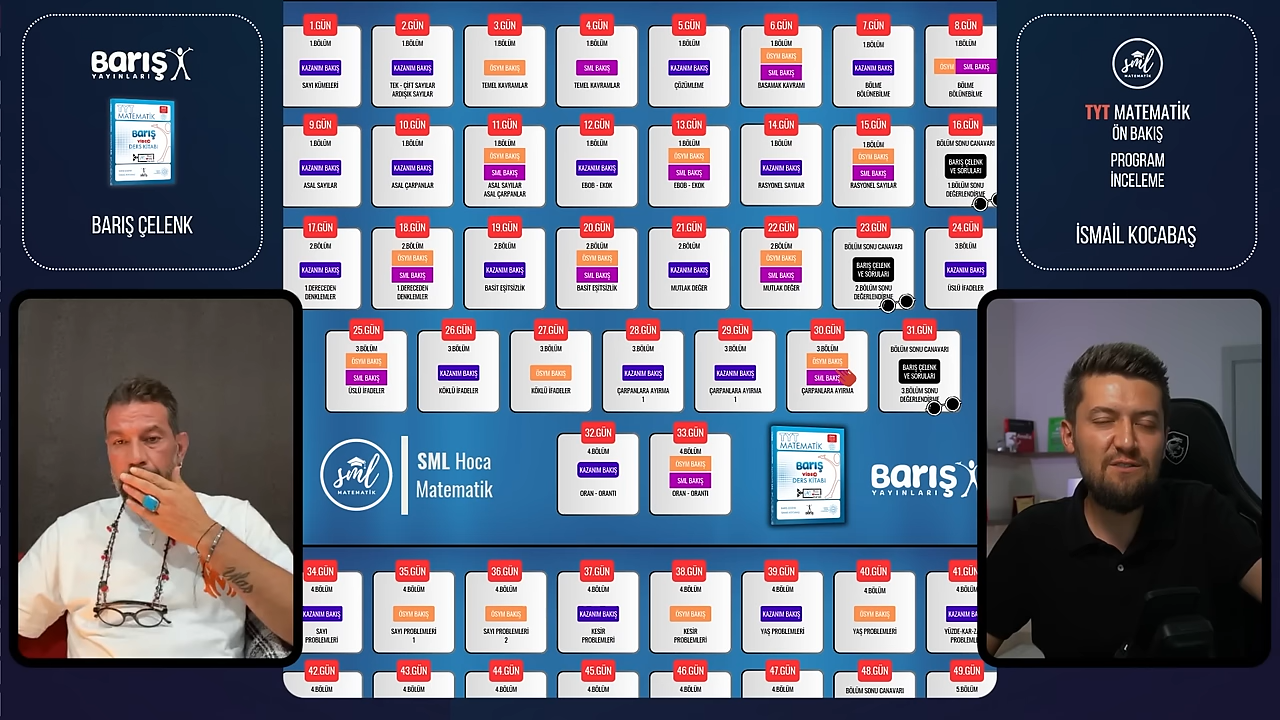 BARIŞ
YAYINLARI
TYT
MATEMATİK
BARIŞ
VİDEO
DERS KİTABI
BARIŞ ÇELENK
1.GÜN
1.BÖLÜM
KAZANIM BAKIŞ
SAYI KÜMELERİ
2.GÜN
1.BÖLÜM
KAZANIM BAKIŞ
TEK - ÇİFT SAYILAR
ARDIŞIK SAYILAR
3.GÜN
1.BÖLÜM
ÖSYM BAKIŞ
TEMEL KAVRAMLAR
4.GÜN
1.BÖLÜM
SML BAKIŞ
TEMEL KAVRAMLAR
5.GÜN
1.BÖLÜM
KAZANIM BAKIŞ
ÇÖZÜMLEME
6.GÜN
1.BÖLÜM
ÖSYM BAKIŞ
SML BAKIŞ
BASAMAK KAVRAMI
7.GÜN
1.BÖLÜM
KAZANIM BAKIŞ
BÖLME
BÖLÜNEBİLME
8.GÜN
1.BÖLÜM
ÖSYM
SML BAKIŞ
BÖLME
BÖLÜNEBİLME
9.GÜN
1.BÖLÜM
KAZANIM BAKIŞ
ASAL SAYILAR
10.GÜN
1.BÖLÜM
KAZANIM BAKIŞ
ASAL ÇARPANLAR
11.GÜN
1.BÖLÜM
ÖSYM BAKIŞ
SML BAKIŞ
ASAL SAYILAR
ASAL ÇARPANLAR
12.GÜN
1.BÖLÜM
KAZANIM BAKIŞ
EBOB - EKOK
13.GÜN
1.BÖLÜM
ÖSYM BAKIŞ
SML BAKIŞ
EBOB - EKOK
14.GÜN
1.BÖLÜM
KAZANIM BAKIŞ
RASYONEL SAYILAR
15.GÜN
1.BÖLÜM
ÖSYM BAKIŞ
SML BAKIŞ
RASYONEL SAYILAR
16.GÜN
BÖLÜM SONU CANAVARI
BARIŞ ÇELENK
VE SORULARI
1.BÖLÜM SONU
DEĞERLENDİRME
17.GÜN
2.BÖLÜM
KAZANIM BAKIŞ
1.DERECEDEN
DENKLEMLER
18.GÜN
2.BÖLÜM
ÖSYM BAKIŞ
SML BAKIŞ
1.DERECEDEN
DENKLEMLER
19.GÜN
2.BÖLÜM
KAZANIM BAKIŞ
BASİT EŞİTSİZLİK
20.GÜN
2.BÖLÜM
ÖSYM BAKIŞ
SML BAKIŞ
BASİT EŞİTSİZLİK
21.GÜN
2.BÖLÜM
KAZANIM BAKIŞ
MUTLAK DEĞER
22.GÜN
2.BÖLÜM
ÖSYM BAKIŞ
SML BAKIŞ
MUTLAK DEĞER
23.GÜN
BÖLÜM SONU CANAVARI
BARIŞ ÇELENK
VE SORULARI
2.BÖLÜM SONU
DEĞERLENDİRME
24.GÜN
3.BÖLÜM
KAZANIM BAKIŞ
ÜSLÜ İFADELER
25.GÜN
3.BÖLÜM
ÖSYM BAKIŞ
SML BAKIŞ
ÜSLÜ İFADELER
26.GÜN
3.BÖLÜM
KAZANIM BAKIŞ
KÖKLÜ İFADELER
27.GÜN
3.BÖLÜM
ÖSYM BAKIŞ
KÖKLÜ İFADELER
28.GÜN
3.BÖLÜM
KAZANIM BAKIŞ
ÇARPANLARA AYIRMA
1
29.GÜN
3.BÖLÜM
KAZANIM BAKIŞ
ÇARPANLARA AYIRMA
1
30.GÜN
3.BÖLÜM
ÖSYM BAKIŞ
SML BAKIŞ
ÇARPANLARA AYIRMA
31.GÜN
BÖLÜM SONU CANAVARI
BARIŞ ÇELENK
VE SORULARI
3.BÖLÜM SONU
DEĞERLENDİRME
sml
MATEMATİK
SML Hoca
Matematik
32.GÜN
4.BÖLÜM
KAZANIM BAKIŞ
ORAN - ORANTI
33.GÜN
4.BÖLÜM
ÖSYM BAKIŞ
SML BAKIŞ
ORAN - ORANTI
TYT
MATEMATİK
BARIŞ
VİDEO
DERS KİTABI
BARIŞ
YAYINLARI
34.GÜN
4.BÖLÜM
KAZANIM BAKIŞ
SAYI
PROBLEMLERİ
35.GÜN
4.BÖLÜM
ÖSYM BAKIŞ
SAYI PROBLEMLERİ
1
36.GÜN
4.BÖLÜM
ÖSYM BAKIŞ
SAYI PROBLEMLERİ
2
37.GÜN
4.BÖLÜM
KAZANIM BAKIŞ
KESİR
PROBLEMLERİ
38.GÜN
4.BÖLÜM
ÖSYM BAKIŞ
KESİR
PROBLEMLERİ
39.GÜN
4.BÖLÜM
KAZANIM BAKIŞ
YAŞ PROBLEMLERİ
40.GÜN
4.BÖLÜM
ÖSYM BAKIŞ
YAŞ PROBLEMLERİ
41.GÜN
4.BÖLÜM
KAZANIM BA
YÜZDE-KAR-Z
PROBLEML
42.GÜN
4.BÖLÜM
43.GÜN
4.BÖLÜM
44.GÜN
4.BÖLÜM
45.GÜN
4.BÖLÜM
46.GÜN
4.BÖLÜM
47.GÜN
4.BÖLÜM
48.GÜN
BÖLÜM SONU CANAVARI
49.GÜN
5.BÖLÜM
sml
MATEMATİK
TYT MATEMATİK
ÖN BAKIŞ
PROGRAM
İNCELEME
İSMAİL KOCABAŞ